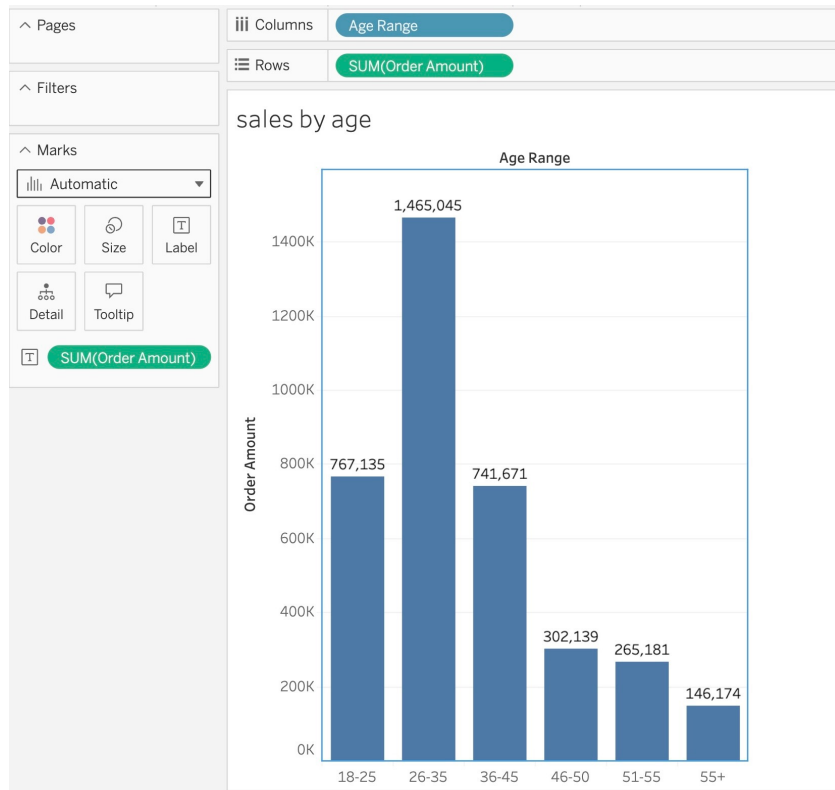 Pages
Filters
Marks
Automatic
Color Size Label
Detail Tooltip
SUM(Order Amount)
Columns Age Range
Rows SUM(Order Amount)
sales by age
Age Range
1,465,045
1400K
1200K
1000K
Order Amount
800K 767,135 741,671
600K
400K
302,139
265,181
200K 146,174
0K
18-25 26-35 36-45 46-50 51-55 55+